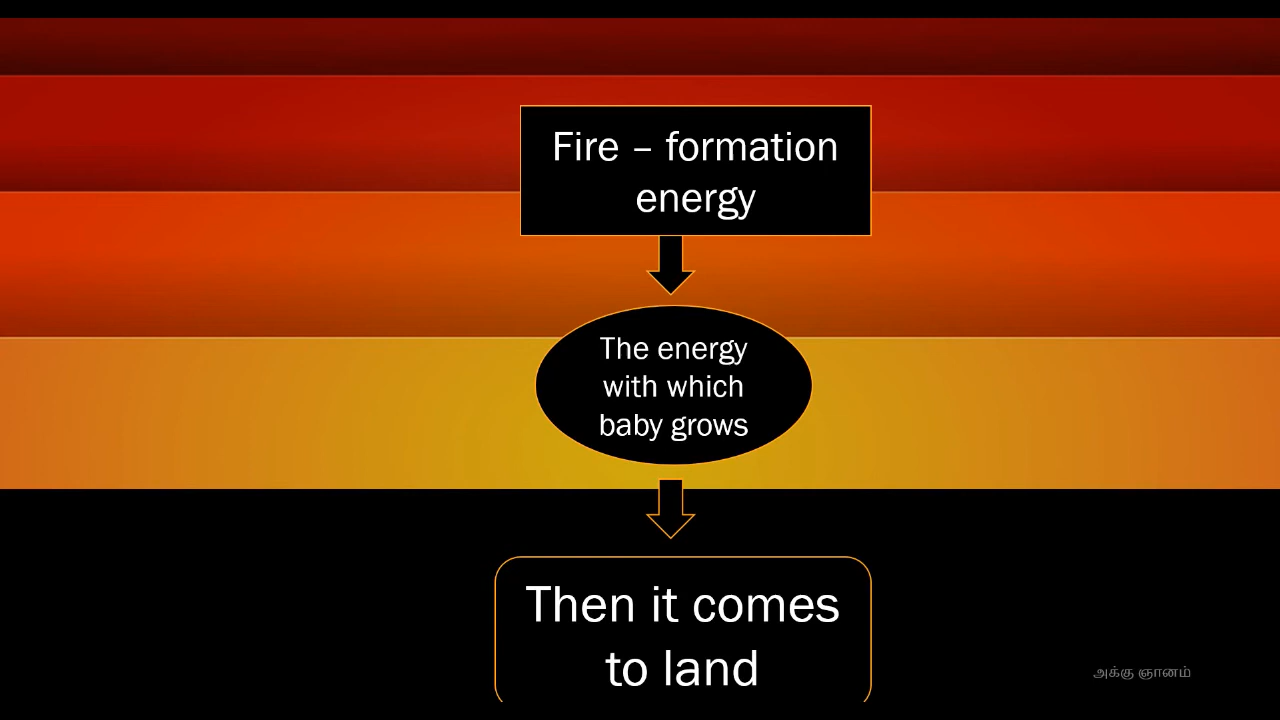 Fire – formation
energy
The energy
with which
baby grows
Then it comes
to land
அக்கு ஞானம்